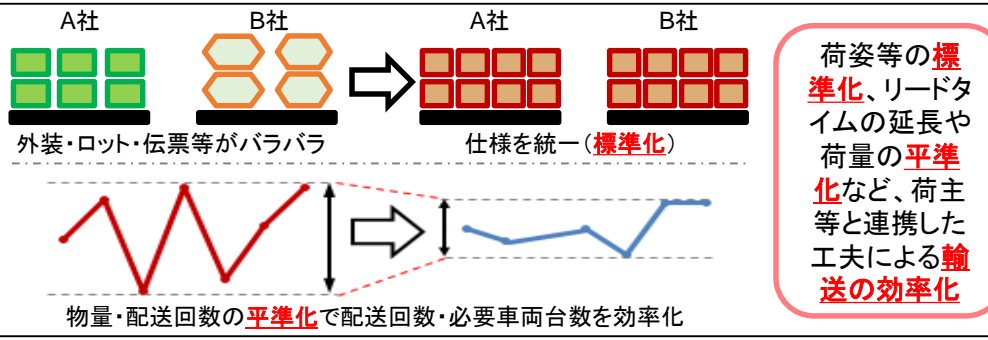 A社
B社
A社
B社
外装・ロット・伝票等がバラバラ
仕様を統一（標準化）
物量・配送回数の平準化で配送回数・必要車両台数を効率化
荷姿等の標
準化、リードタ
イムの延長や
荷量の平準
化など、荷主
等と連携した
工夫による輸
送の効率化